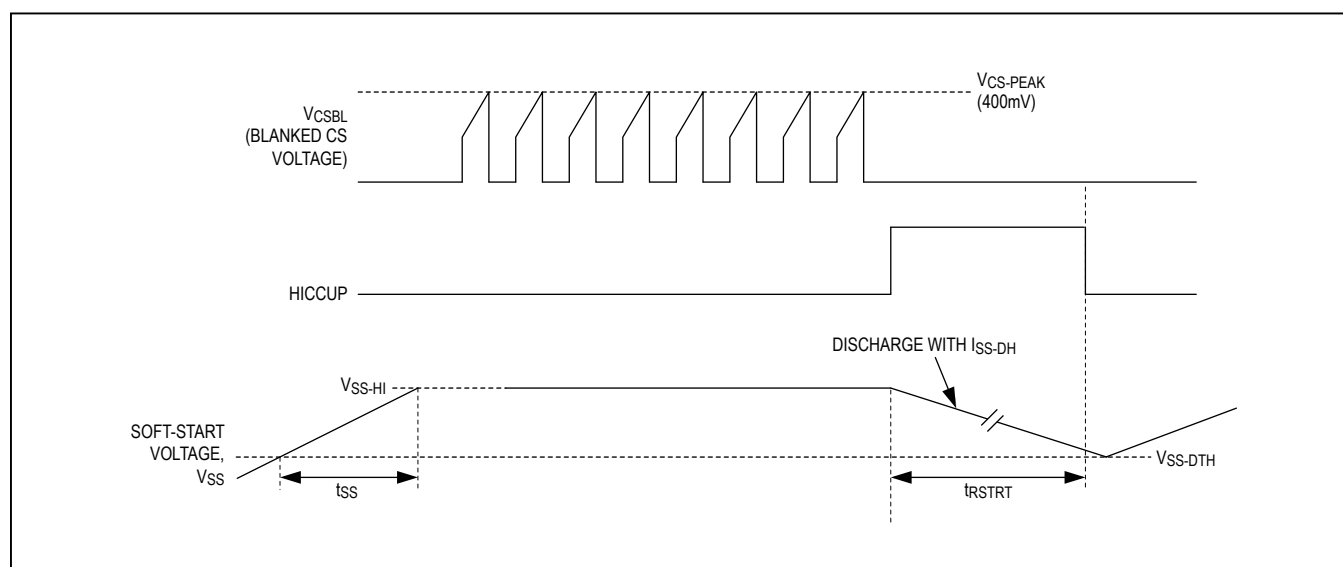 VCS-PEAK
(400mV)
VCSBL
(BLANKED CS
VOLTAGE)
HICCUP
DISCHARGE WITH ISS-DH
VSS-HI
SOFT-START
VOLTAGE,
VSS
VSS-DTH
tSS
tRSTRT